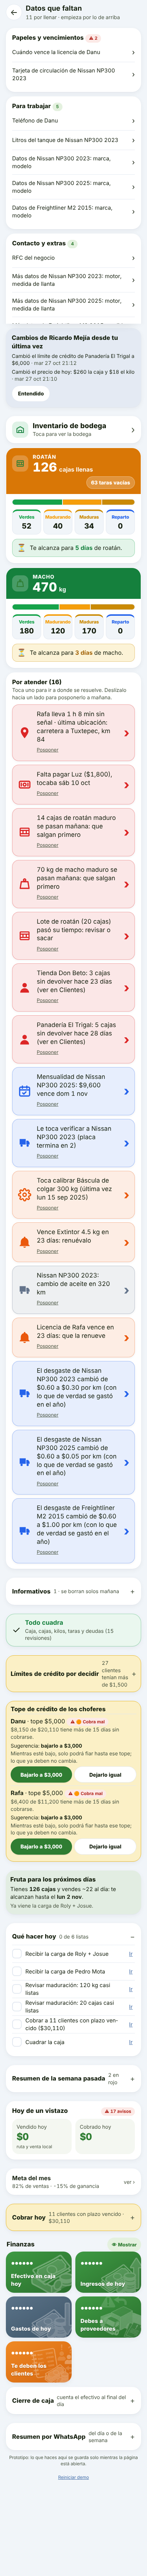 Datos que faltan
11 por llenar · empieza por lo de arriba
Papeles y vencimientos ▲ 2
Cuándo vence la licencia de Danu
Tarjeta de circulación de Nissan NP300
2023
Para trabajar 5
Teléfono de Danu
Litros del tanque de Nissan NP300 2023
Datos de Nissan NP300 2023: marca,
modelo
Datos de Nissan NP300 2025: marca,
modelo
Datos de Freightliner M2 2015: marca,
modelo
Contacto y extras 4
RFC del negocio
Más datos de Nissan NP300 2023: motor,
medida de llanta
Más datos de Nissan NP300 2025: motor,
medida de llanta
Cambios de Ricardo Mejía desde tu
última vez
Cambió el límite de crédito de Panadería El Trigal a
$6,000 · mar 27 oct 21:12
Cambió el precio de hoy: $260 la caja y $16 el kilo
· mar 27 oct 21:10
Entendido
Inventario de bodega
Toca para ver la bodega
ROATÁN
126 cajas llenas
63 taras vacías
Verdes
52
Madurando
40
Maduras
34
Reparto
0
Te alcanza para 5 días de roatán.
MACHO
470 kg
Verdes
180
Madurando
120
Maduras
170
Reparto
0
Te alcanza para 3 días de macho.
Por atender (16)
Toca uno para ir a donde se resuelve. Deslízalo
hacia un lado para posponerlo a mañana.
Rafa lleva 1 h 8 min sin
señal · última ubicación:
carretera a Tuxtepec, km
84
Posponer
Falta pagar Luz ($1,800),
tocaba sáb 10 oct
Posponer
14 cajas de roatán maduro
se pasan mañana: que
salgan primero
Posponer
70 kg de macho maduro se
pasan mañana: que salgan
primero
Posponer
Lote de roatán (20 cajas)
pasó su tiempo: revisar o
sacar
Posponer
Tienda Don Beto: 3 cajas
sin devolver hace 23 días
(ver en Clientes)
Posponer
Panadería El Trigal: 5 cajas
sin devolver hace 28 días
(ver en Clientes)
Posponer
Mensualidad de Nissan
NP300 2025: $9,600
vence dom 1 nov
Posponer
Le toca verificar a Nissan
NP300 2023 (placa
termina en 2)
Posponer
Toca calibrar Báscula de
colgar 300 kg (última vez
lun 15 sep 2025)
Posponer
Vence Extintor 4.5 kg en
23 días: renuévalo
Posponer
Nissan NP300 2023:
cambio de aceite en 320
km
Posponer
Licencia de Rafa vence en
23 días: que la renueve
Posponer
El desgaste de Nissan
NP300 2023 cambió de
$0.60 a $0.30 por km (con
lo que de verdad se gastó
en el año)
Posponer
El desgaste de Nissan
NP300 2025 cambió de
$0.60 a $0.05 por km (con
lo que de verdad se gastó
en el año)
Posponer
El desgaste de Freightliner
M2 2015 cambió de $0.60
a $1.00 por km (con lo que
de verdad se gastó en el
año)
Posponer
Informativos 1 · se borran solos mañana +
Todo cuadra
Caja, cajas, kilos, taras y deudas (15
revisiones)
Límites de crédito por decidir 27
clientes
tenían más
de $1,500 +
Tope de crédito de los choferes
Danu · tope $5,000 ▲ Cobra mal
$8,150 de $20,110 tiene más de 15 días sin
cobrarse.
Sugerencia: bajarlo a $3,000
Mientras esté bajo, solo podrá fiar hasta ese tope;
lo que ya deben no cambia.
Bajarlo a $3,000
Dejarlo igual
Rafa · tope $5,000 ▲ Cobra mal
$6,400 de $11,200 tiene más de 15 días sin
cobrarse.
Sugerencia: bajarlo a $3,000
Mientras esté bajo, solo podrá fiar hasta ese tope;
lo que ya deben no cambia.
Bajarlo a $3,000
Dejarlo igual
Fruta para los próximos días
Tienes 126 cajas y vendes ~22 al día: te
alcanzan hasta el lun 2 nov.
Ya viene la carga de Roly + Josue.
Qué hacer hoy 0 de 6 listas −
Recibir la carga de Roly + Josue Ir
Recibir la carga de Pedro Mota Ir
Revisar maduración: 120 kg casi
listas Ir
Revisar maduración: 20 cajas casi
listas Ir
Cobrar a 11 clientes con plazo ven-
cido ($30,110) Ir
Cuadrar la caja Ir
Resumen de la semana pasada 2 en
rojo +
Hoy de un vistazo ▲ 17 avisos
Vendido hoy
$0
ruta y venta local
Cobrado hoy
$0
Meta del mes
82% de ventas · -15% de ganancia
ver ›
Cobrar hoy 11 clientes con plazo vencido ·
$30,110 +
Finanzas
Mostrar
••••••
Efectivo en caja
hoy
••••••
Ingresos de hoy
••••••
Gastos de hoy
••••••
Debes a
proveedores
••••••
Te deben los
clientes
Cierre de caja cuenta el efectivo al final del
día +
Resumen por WhatsApp del día o de la
semana +
Prototipo: lo que haces aquí se guarda solo mientras la página
está abierta.
Reiniciar demo